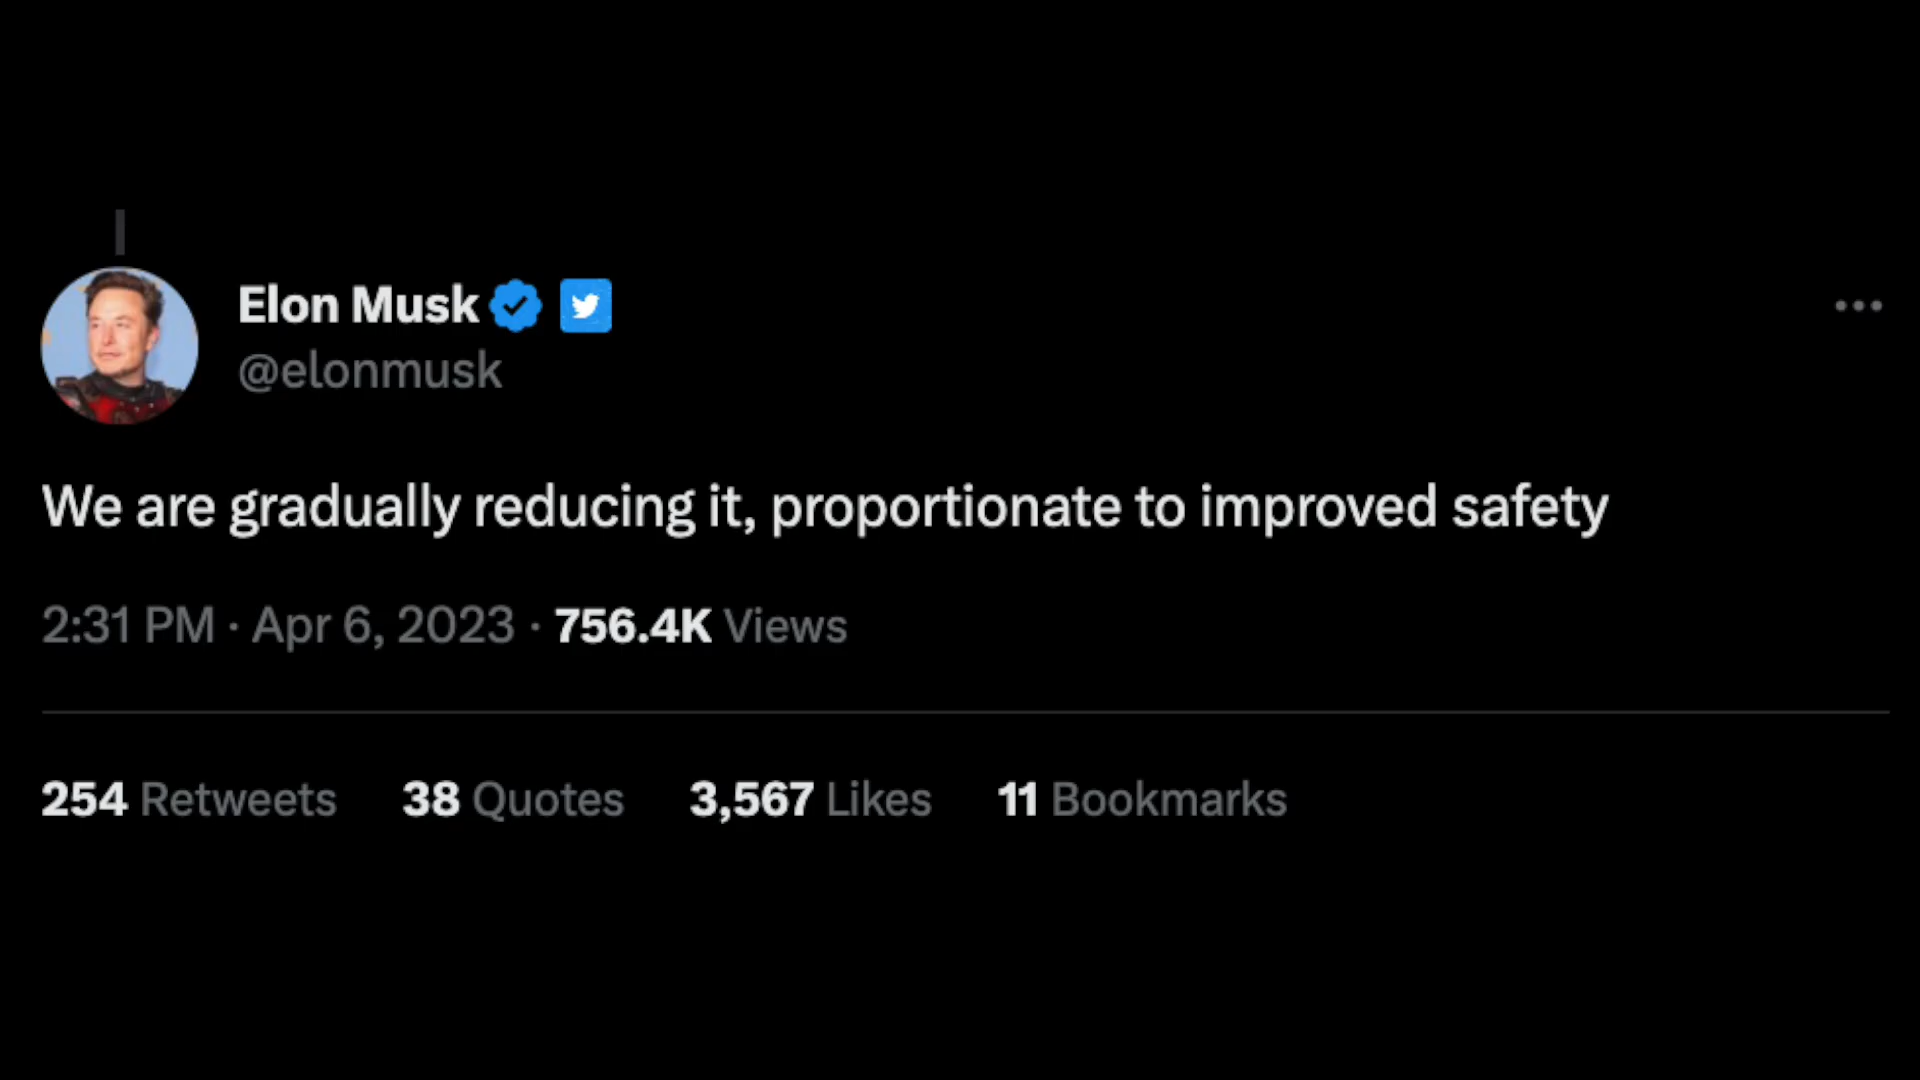 Elon Musk
@elonmusk
We are gradually reducing it, proportionate to improved safety
2:31 PM · Apr 6, 2023 · 756.4K Views
254 Retweets 38 Quotes 3,567 Likes 11 Bookmarks